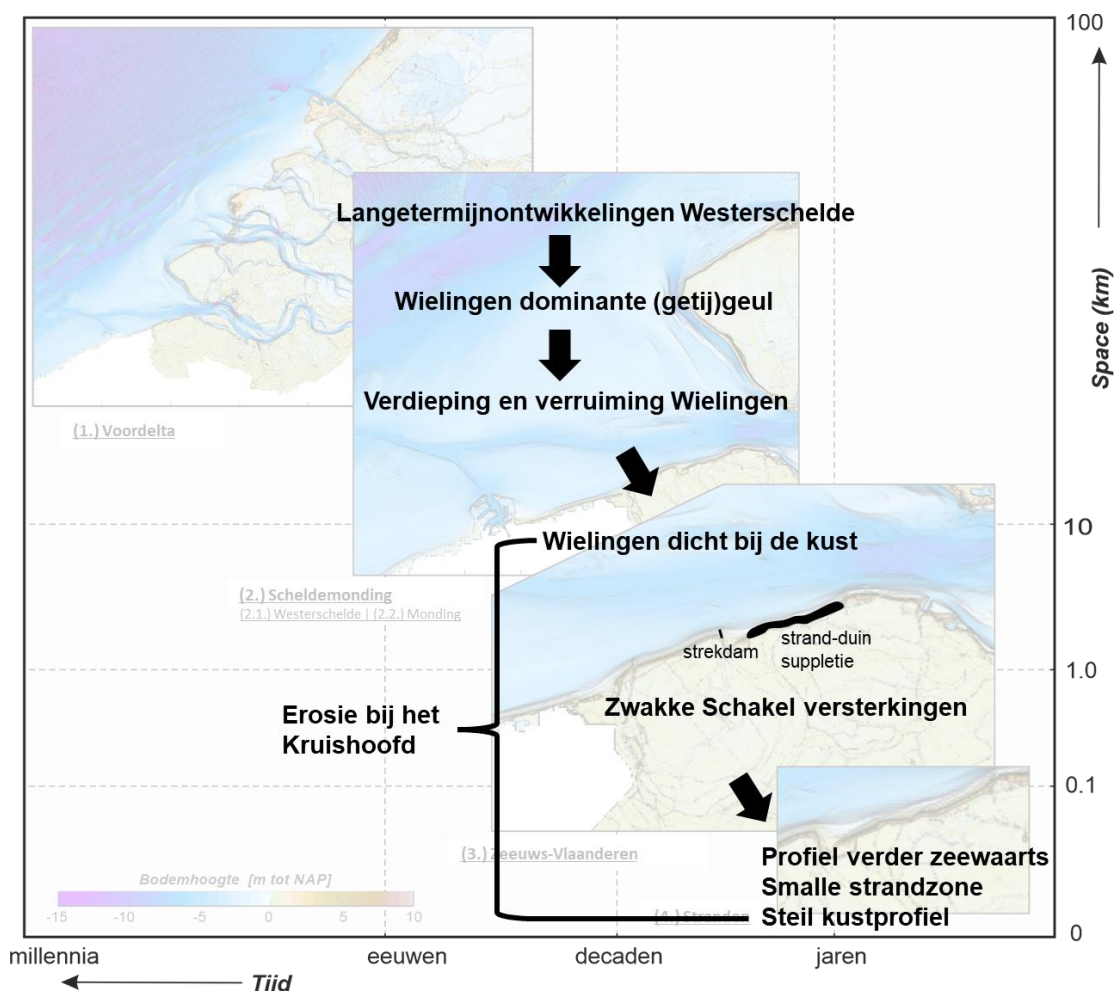 100
Space (km)
Langetermijnontwikkelingen Westerschelde
Wielingen dominante (getij)geul
Verdieping en verruiming Wielingen
(1.) Voordelta
10
Wielingen dicht bij de kust
(2.) Scheldemonding
(2.1.) Westerschelde | (2.2.) Monding
strekdam
strand-duin
suppletie
1.0
Erosie bij het
Kruishoofd
Zwakke Schakel versterkingen
0.1
(3.) Zeeuws-Vlaanderen
Profiel verder zeewaarts
Smalle strandzone
Steil kustprofiel
(4.) Stranden
Bodemhoogte [m tot NAP]
-15 -10 -5 0 5 10
0
millennia eeuwen decaden jaren
Tijd